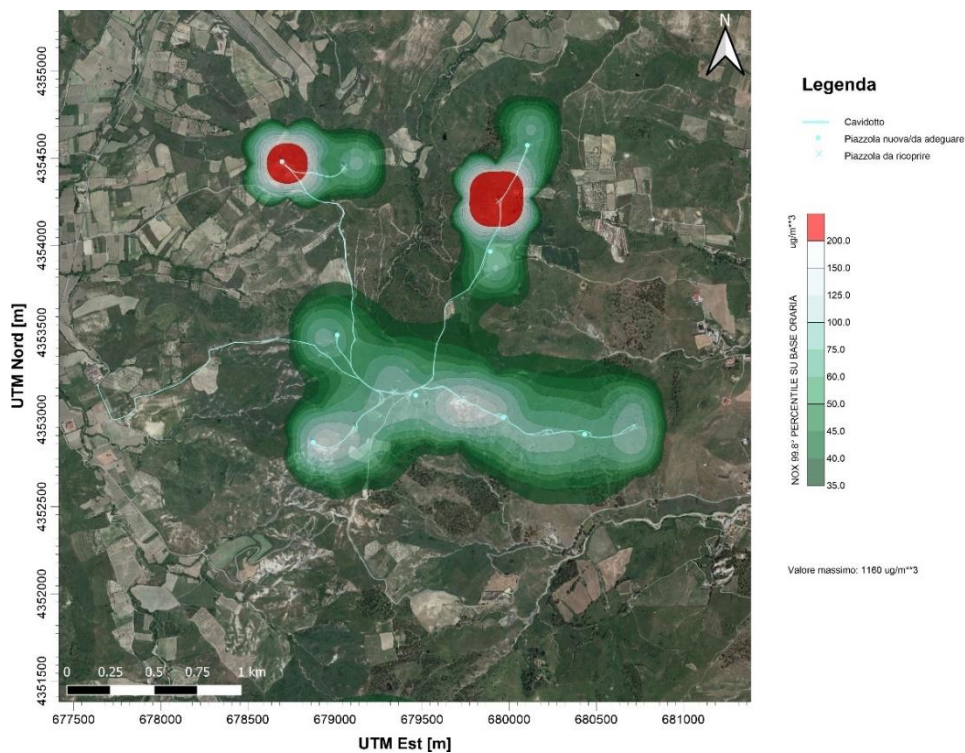 N
Legenda
Cavidotto
Piazzola nuova/da adeguare
Piazzola da ricoprire
ug/m**3
200.0
150.0
125.0
100.0
75.0
60.0
50.0
40.0
35.0
NOX 99.8° PERCENTILE SU BASE ORARIA
Valore massimo: 1160 ug/m**3
UTM Nord [m]
4355000
4354500
4354000
4353500
4353000
4352500
4352000
4351500
0 0.25 0.5 0.75 1 km
677500 678000 678500 679000 679500 680000 680500 681000
UTM Est [m]